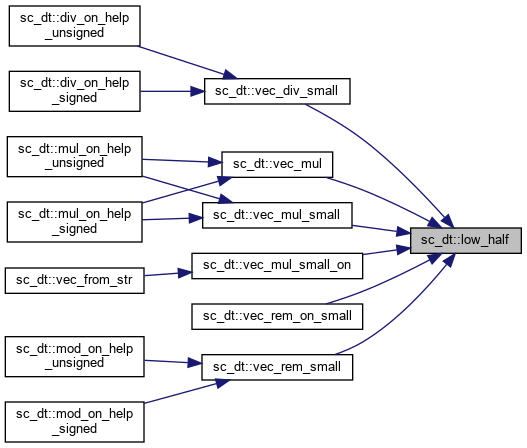 sc_dt::div_on_help
_unsigned
sc_dt::div_on_help
_signed
sc_dt::vec_div_small
sc_dt::mul_on_help
_unsigned
sc_dt::vec_mul
sc_dt::mul_on_help
_signed
sc_dt::vec_mul_small
sc_dt::low_half
sc_dt::vec_from_str
sc_dt::vec_mul_small_on
sc_dt::vec_rem_on_small
sc_dt::mod_on_help
_unsigned
sc_dt::vec_rem_small
sc_dt::mod_on_help
_signed